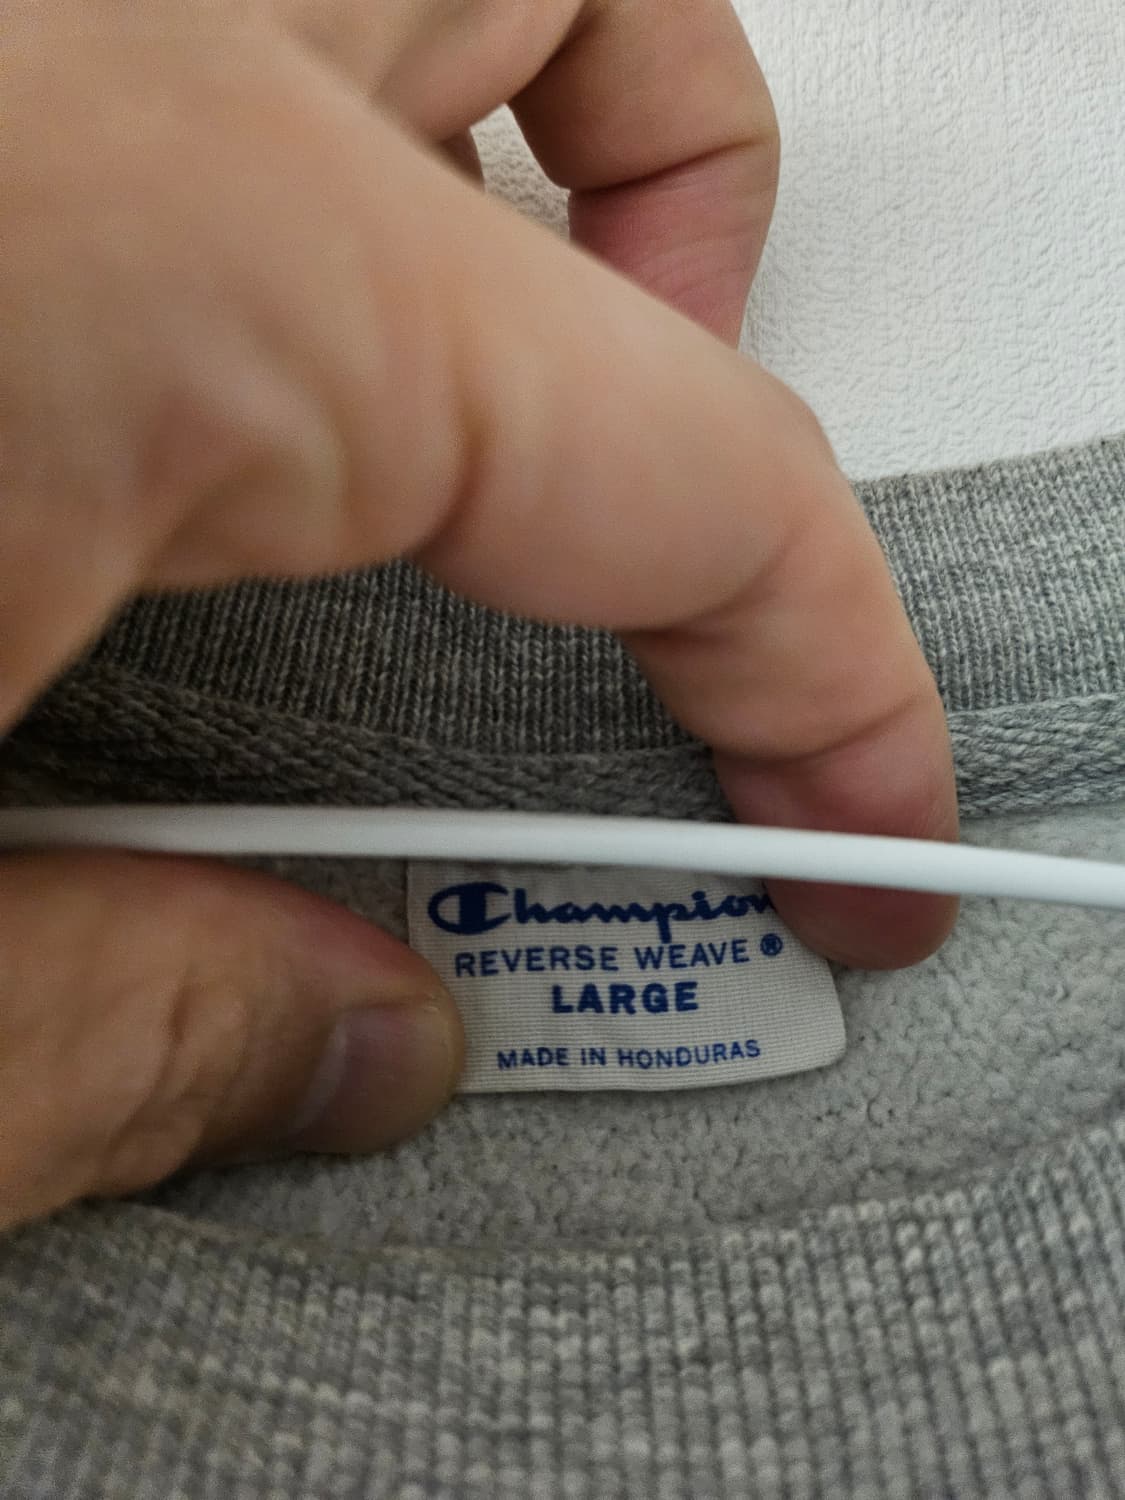 Champion
REVERSE WEAVE ®
LARGE
MADE IN HONDURAS